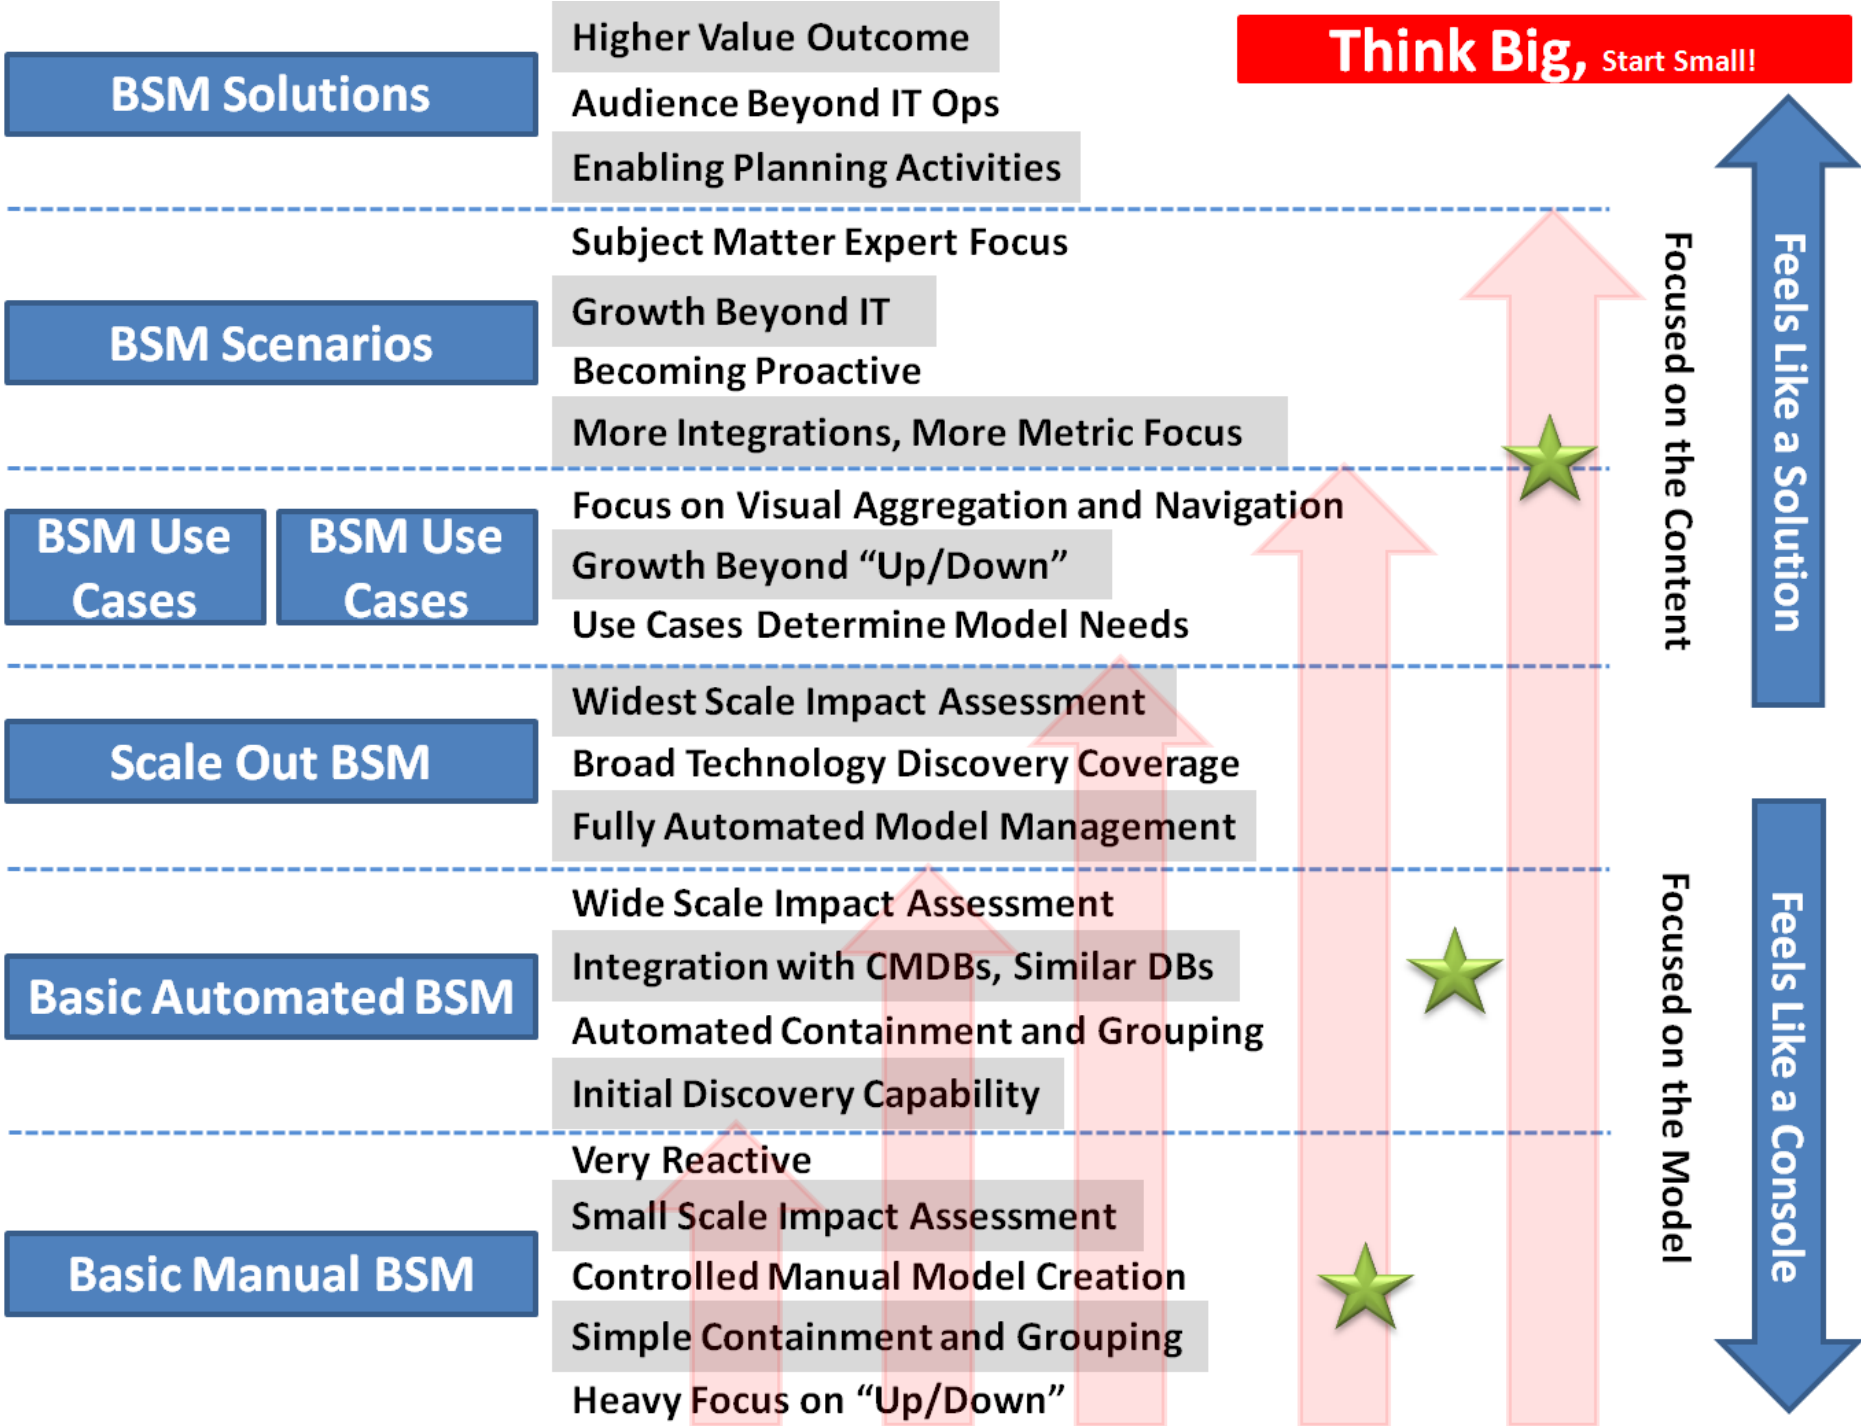 Think Big, Start Small!
BSM Solutions
Higher Value Outcome
Audience Beyond IT Ops
Enabling Planning Activities
BSM Scenarios
Subject Matter Expert Focus
Growth Beyond IT
Becoming Proactive
More Integrations, More Metric Focus
BSM Use
Cases
BSM Use
Cases
Focus on Visual Aggregation and Navigation
Growth Beyond “Up/Down”
Use Cases Determine Model Needs
Scale Out BSM
Widest Scale Impact Assessment
Broad Technology Discovery Coverage
Fully Automated Model Management
Basic Automated BSM
Wide Scale Impact Assessment
Integration with CMDBs, Similar DBs
Automated Containment and Grouping
Initial Discovery Capability
Basic Manual BSM
Very Reactive
Small Scale Impact Assessment
Controlled Manual Model Creation
Simple Containment and Grouping
Heavy Focus on “Up/Down”
Focused on the Content
Feels Like a Solution
Focused on the Model
Feels Like a Console